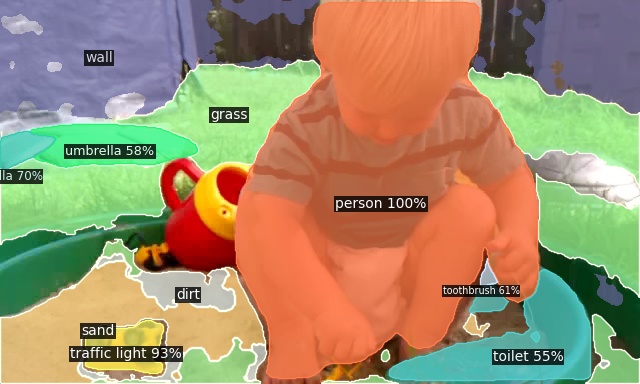 wall
grass
umbrella 58%
lla 70%
person 100%
toothbrush 61%
dirt
sand
traffic light 93%
toilet 55%